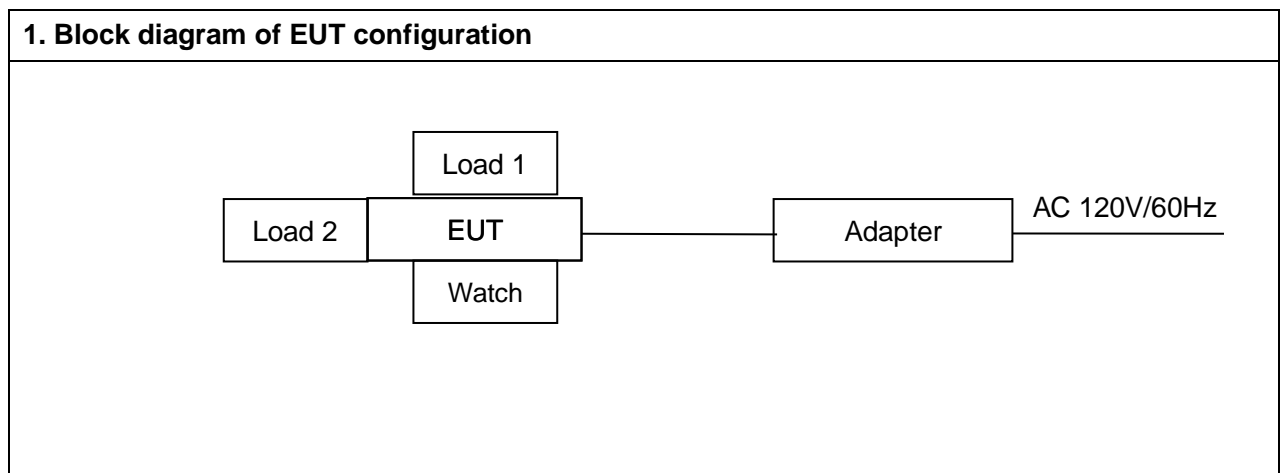 1. Block diagram of EUT configuration
Load 1
Load 2
EUT
Adapter
AC 120V/60Hz
Watch